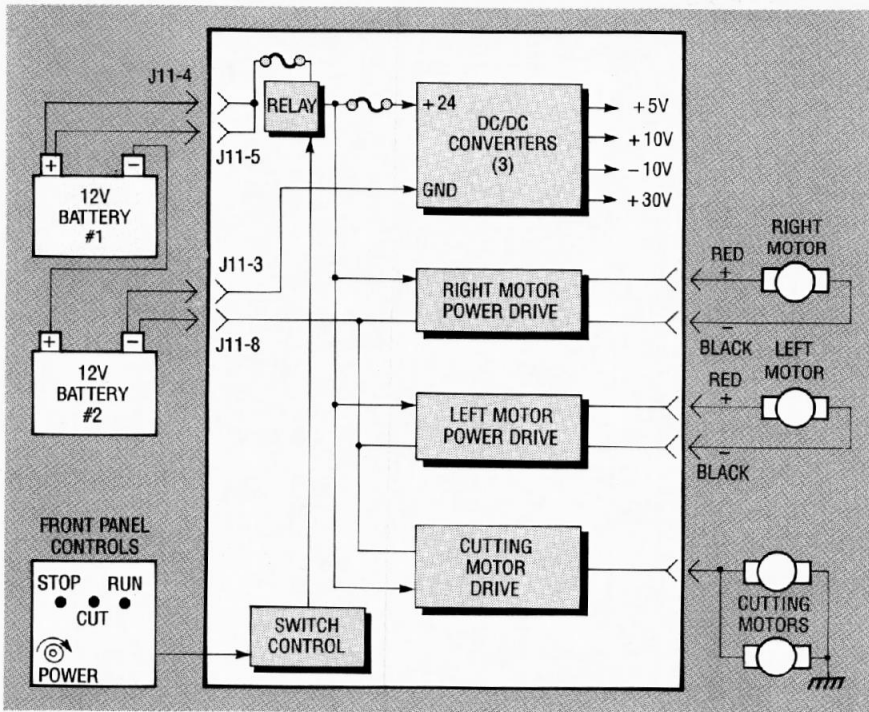 J11-4
J11-5
+
−
12V
BATTERY
#1
J11-3
J11-8
+
−
12V
BATTERY
#2
FRONT PANEL
CONTROLS
STOP
RUN
CUT
POWER
RELAY
+24
DC/DC
CONVERTERS
(3)
GND
+5V
+10V
−10V
+30V
RIGHT MOTOR
POWER DRIVE
LEFT MOTOR
POWER DRIVE
CUTTING
MOTOR
DRIVE
SWITCH
CONTROL
RED
+
−
BLACK
RIGHT
MOTOR
RED
+
−
BLACK
LEFT
MOTOR
CUTTING
MOTORS